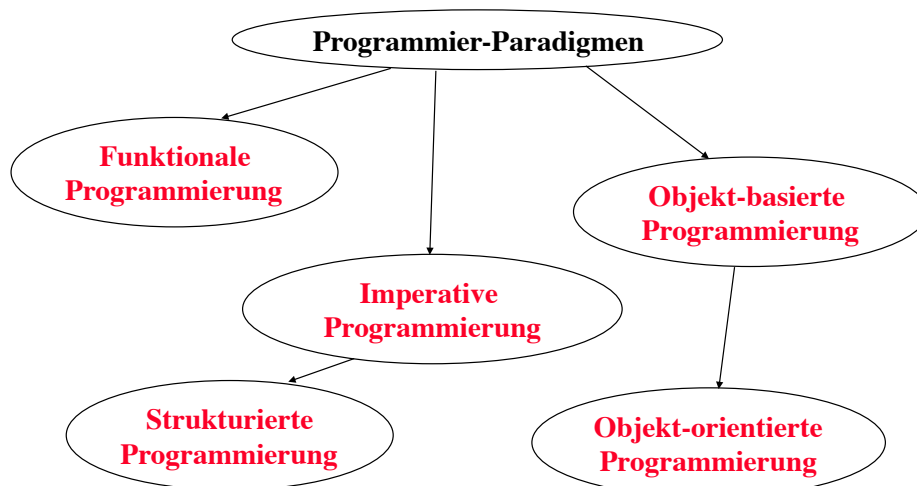 Programmier-Paradigmen
Funktionale
Programmierung
Objekt-basierte
Programmierung
Imperative
Programmierung
Strukturierte
Programmierung
Objekt-orientierte
Programmierung